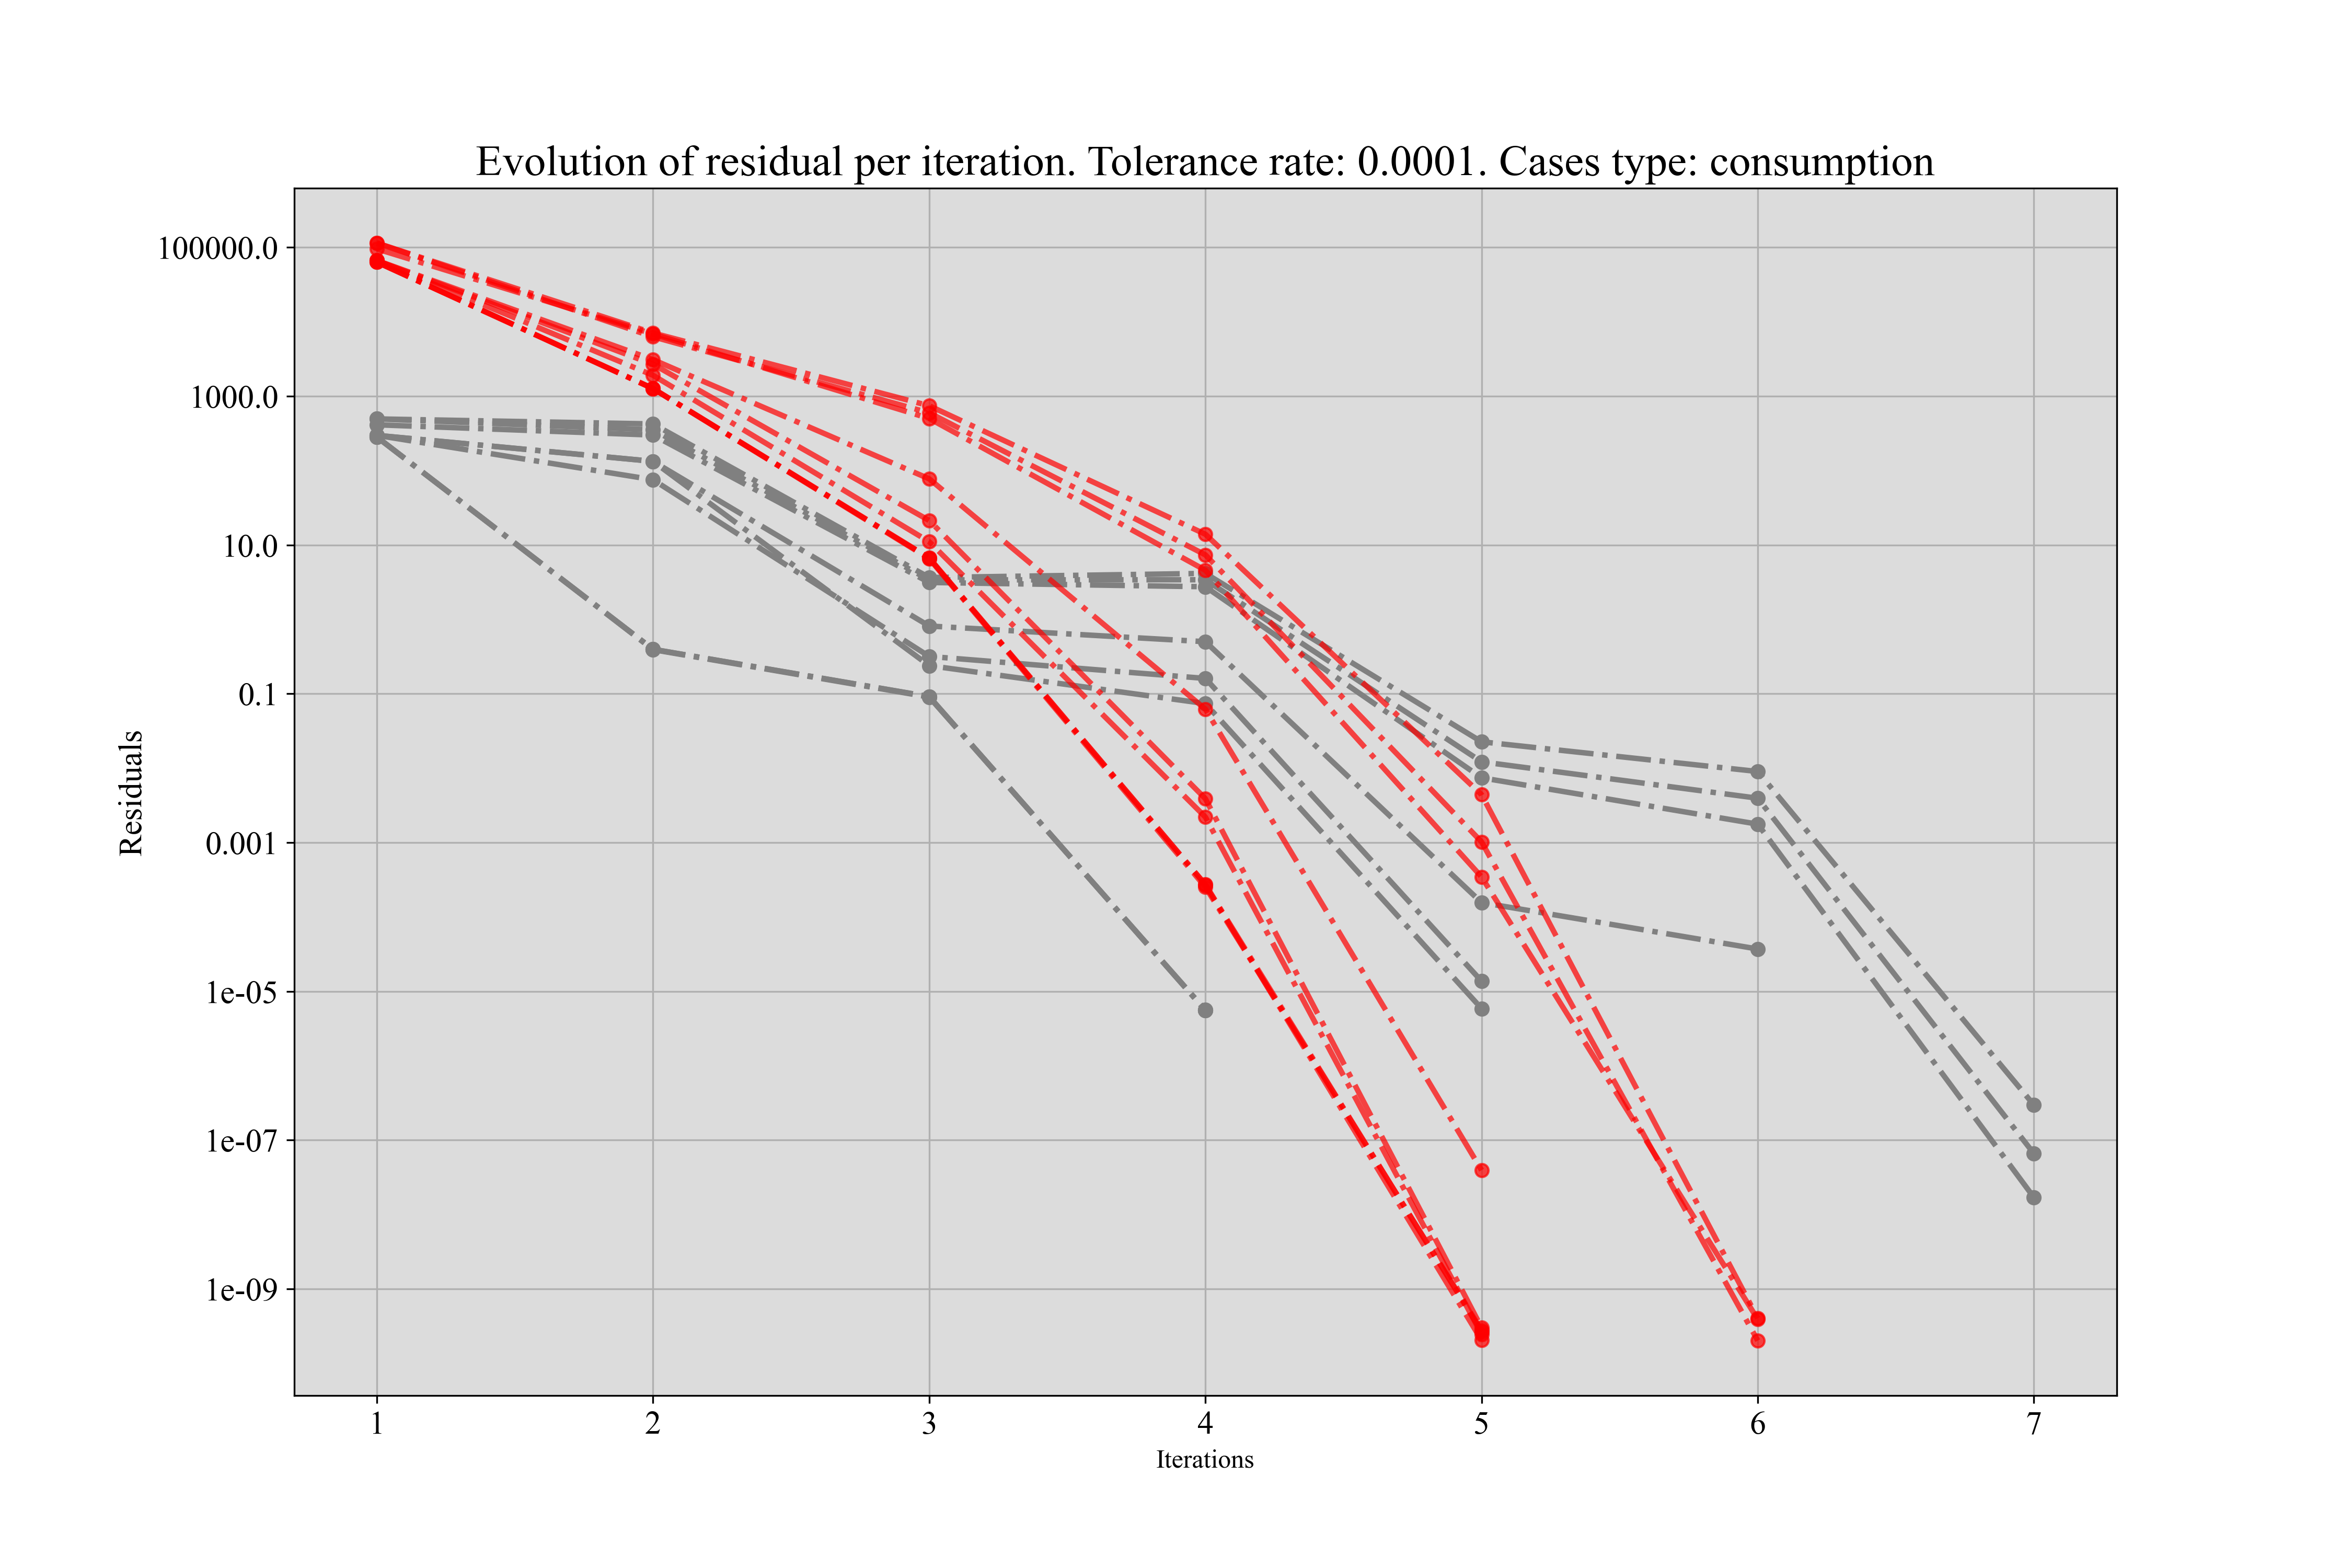 Evolution of residual per iteration. Tolerance rate: 0.0001. Cases type: consumption
100000.0
1000.0
10.0
0.1
0.001
1e-05
1e-07
1e-09
Residuals
1 2 3 4 5 6 7
Iterations